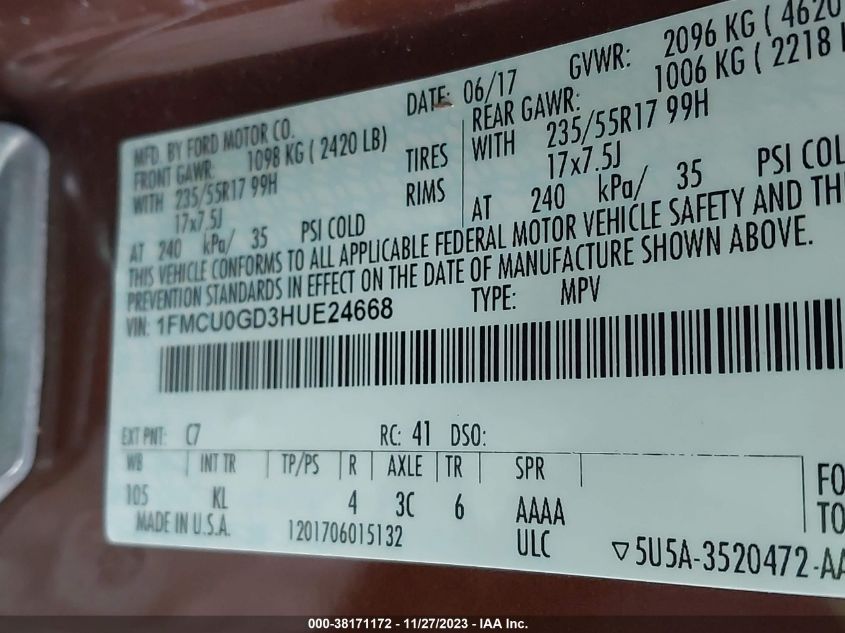 MFD. BY FORD MOTOR CO. DATE: 06/17 GVWR: 2096 KG ( 4620
FRONT GAWR: 1098 KG ( 2420 LB) REAR GAWR: 1006 KG ( 2218
WITH 235/55R17 99H TIRES WITH 235/55R17 99H
17x7.5J RIMS 17x7.5J
AT 240 kPa/ 35 PSI COLD AT 240 kPa/ 35 PSI COL
THIS VEHICLE CONFORMS TO ALL APPLICABLE FEDERAL MOTOR VEHICLE SAFETY AND TH
PREVENTION STANDARDS IN EFFECT ON THE DATE OF MANUFACTURE SHOWN ABOVE.
VIN: 1FMCU0GD3HUE24668 TYPE: MPV
EXT PNT: C7 RC: 41 DSO:
WB INT TR TP/PS R AXLE TR SPR
105 KL 4 3C 6 AAAA
MADE IN U.S.A. 1201706015132 ULC
FO
TO
▽5U5A-3520472-AA
000-38171172 - 11/27/2023 - IAA Inc.